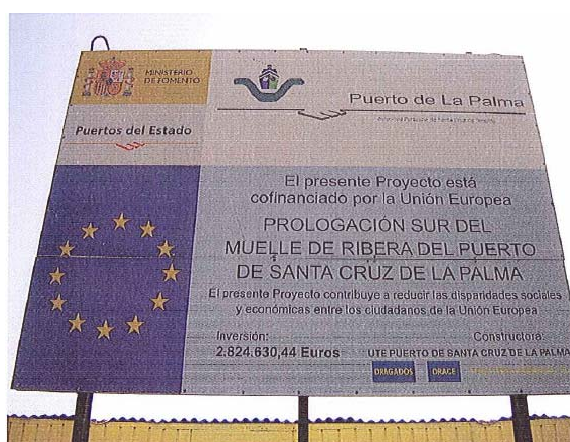 MINISTERIO
DE FOMENTO
Puertos del Estado
Puerto de La Palma
El presente Proyecto está
cofinanciado por la Unión Europea
PROLOGACIÓN SUR DEL
MUELLE DE RIBERA DEL PUERTO
DE SANTA CRUZ DE LA PALMA
El presente Proyecto contribuye a reducir las disparidades sociales
y económicas entre los ciudadanos de la Unión Europea
Inversión:
2.824.630,44 Euros
Constructora:
UTE PUERTO DE SANTA CRUZ DE LA PALMA
DRAGADOS
DRACE